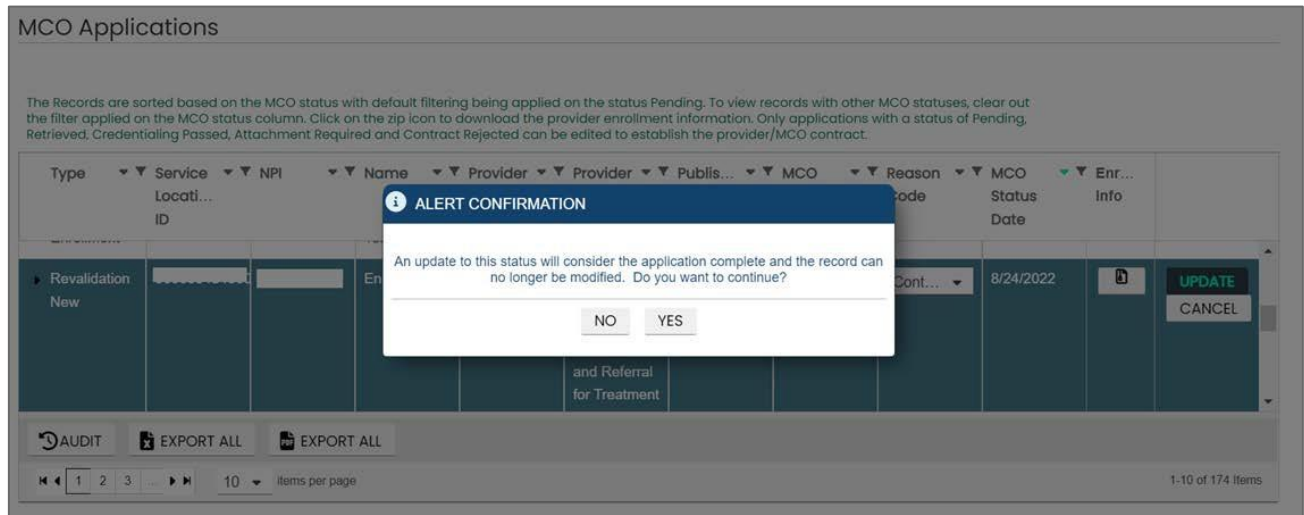 MCO Applications
The Records are sorted based on the MCO status with default filtering being applied on the status Pending. To view records with other MCO statuses, clear out
the filter applied on the MCO status column. Click on the zip icon to download the provider enrollment information. Only applications with a status of Pending,
Retrieved, Credentialing Passed, Attachment Required and Contract Rejected can be edited to establish the provider/MCO contract.
Type Service NPI Name Provider Provider Publis... MCO Reason MCO Enr...
Locati... Code Status Info
ID Date
ALERT CONFIRMATION
An update to this status will consider the application complete and the record can
no longer be modified. Do you want to continue?
NO YES
Revalidation En Cont... 8/24/2022 UPDATE
New CANCEL
and Referral
for Treatment
AUDIT EXPORT ALL PDF EXPORT ALL
1 2 3 ... 10 items per page 1-10 of 174 Items